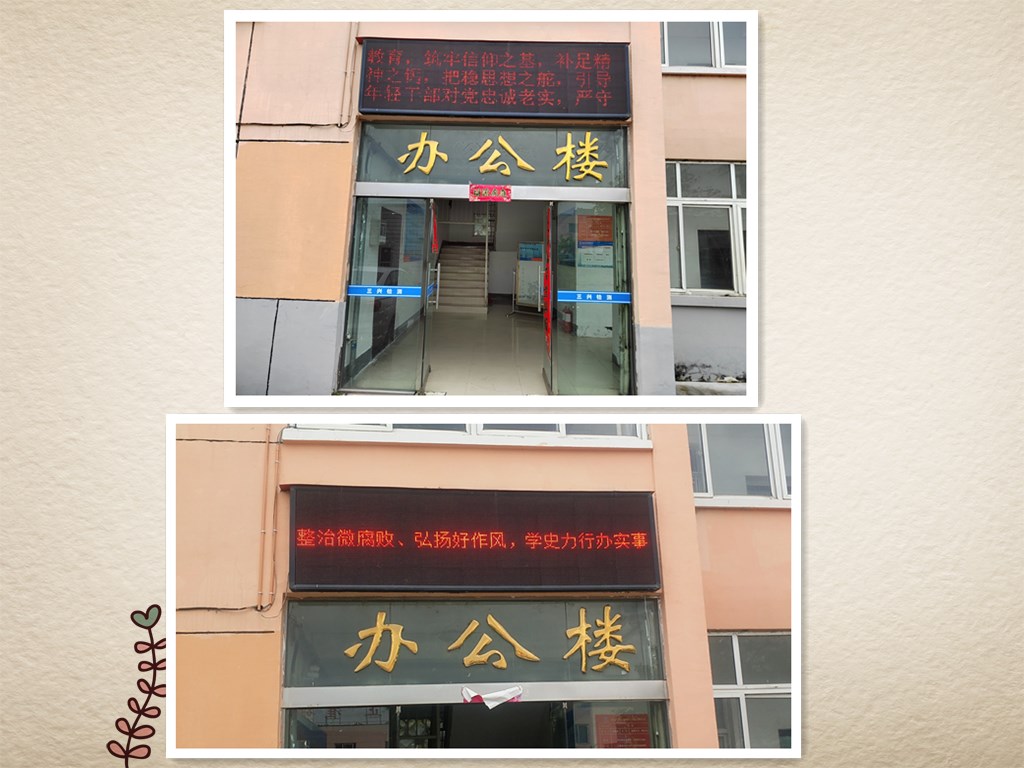 教育，筑牢信仰之基，补足精
神之钙，把稳思想之舵，引导
年轻干部对党忠诚老实，严守
办公楼
整治微腐败、弘扬好作风，学史力行办实事
办公楼